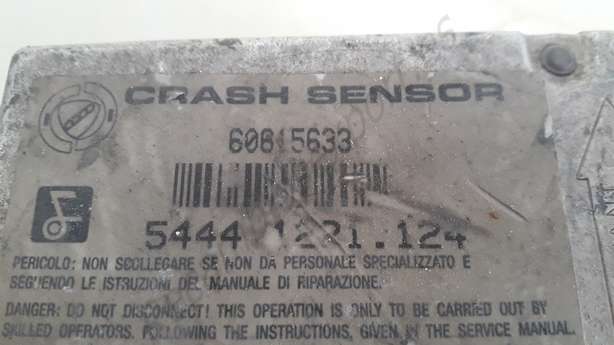 CRASH SENSOR
60615633
5444 1221.124
PERICOLO: NON SCOLLEGARE SE NON DA PERSONALE SPECIALIZZATO E
SEGUENDO LE ISTRUZIONI DEL MANUALE DI RIPARAZIONE.
DANGER: DO NOT DISCONNECT! THIS OPERATION IS ONLY TO BE CARRIED OUT BY
SKILLED OPERATORS. FOLLOWING THE INSTRUCTIONS, GIVEN IN THE SERVICE MANUAL.